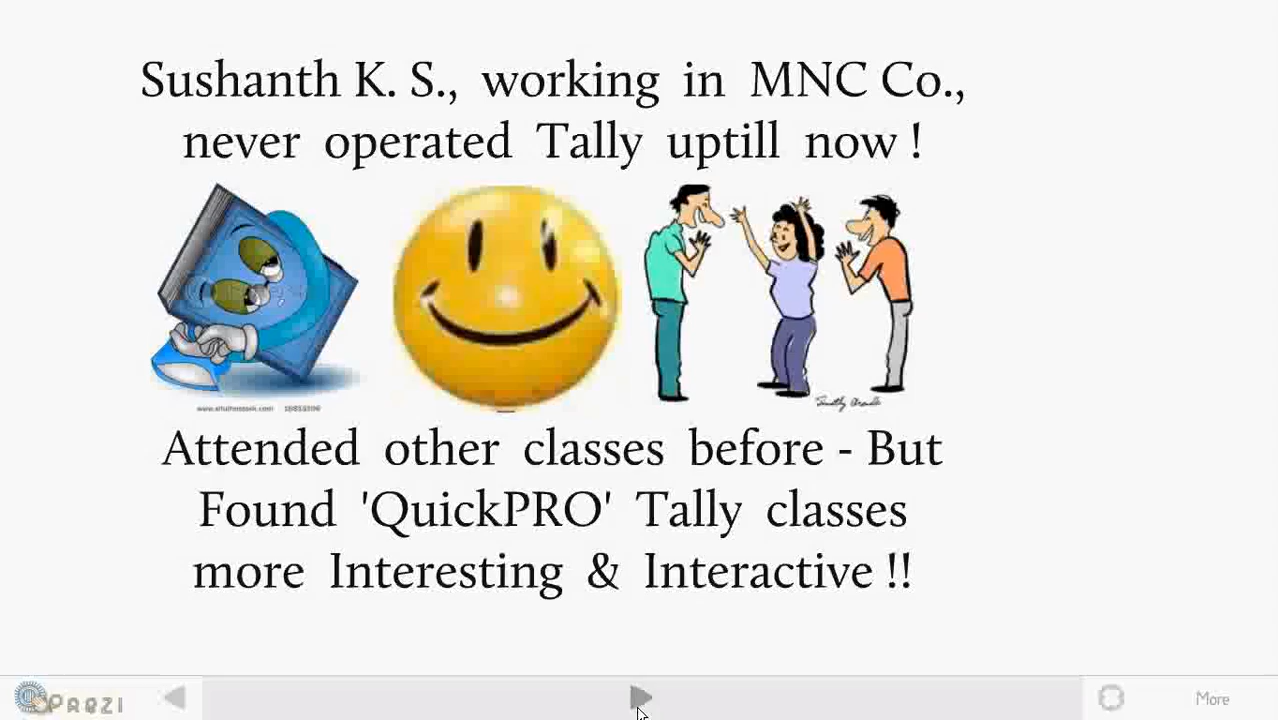 Sushanth K. S., working in MNC Co.,
never operated Tally uptill now !
Attended other classes before - But
Found 'QuickPRO' Tally classes
more Interesting & Interactive !!
PREZI
More